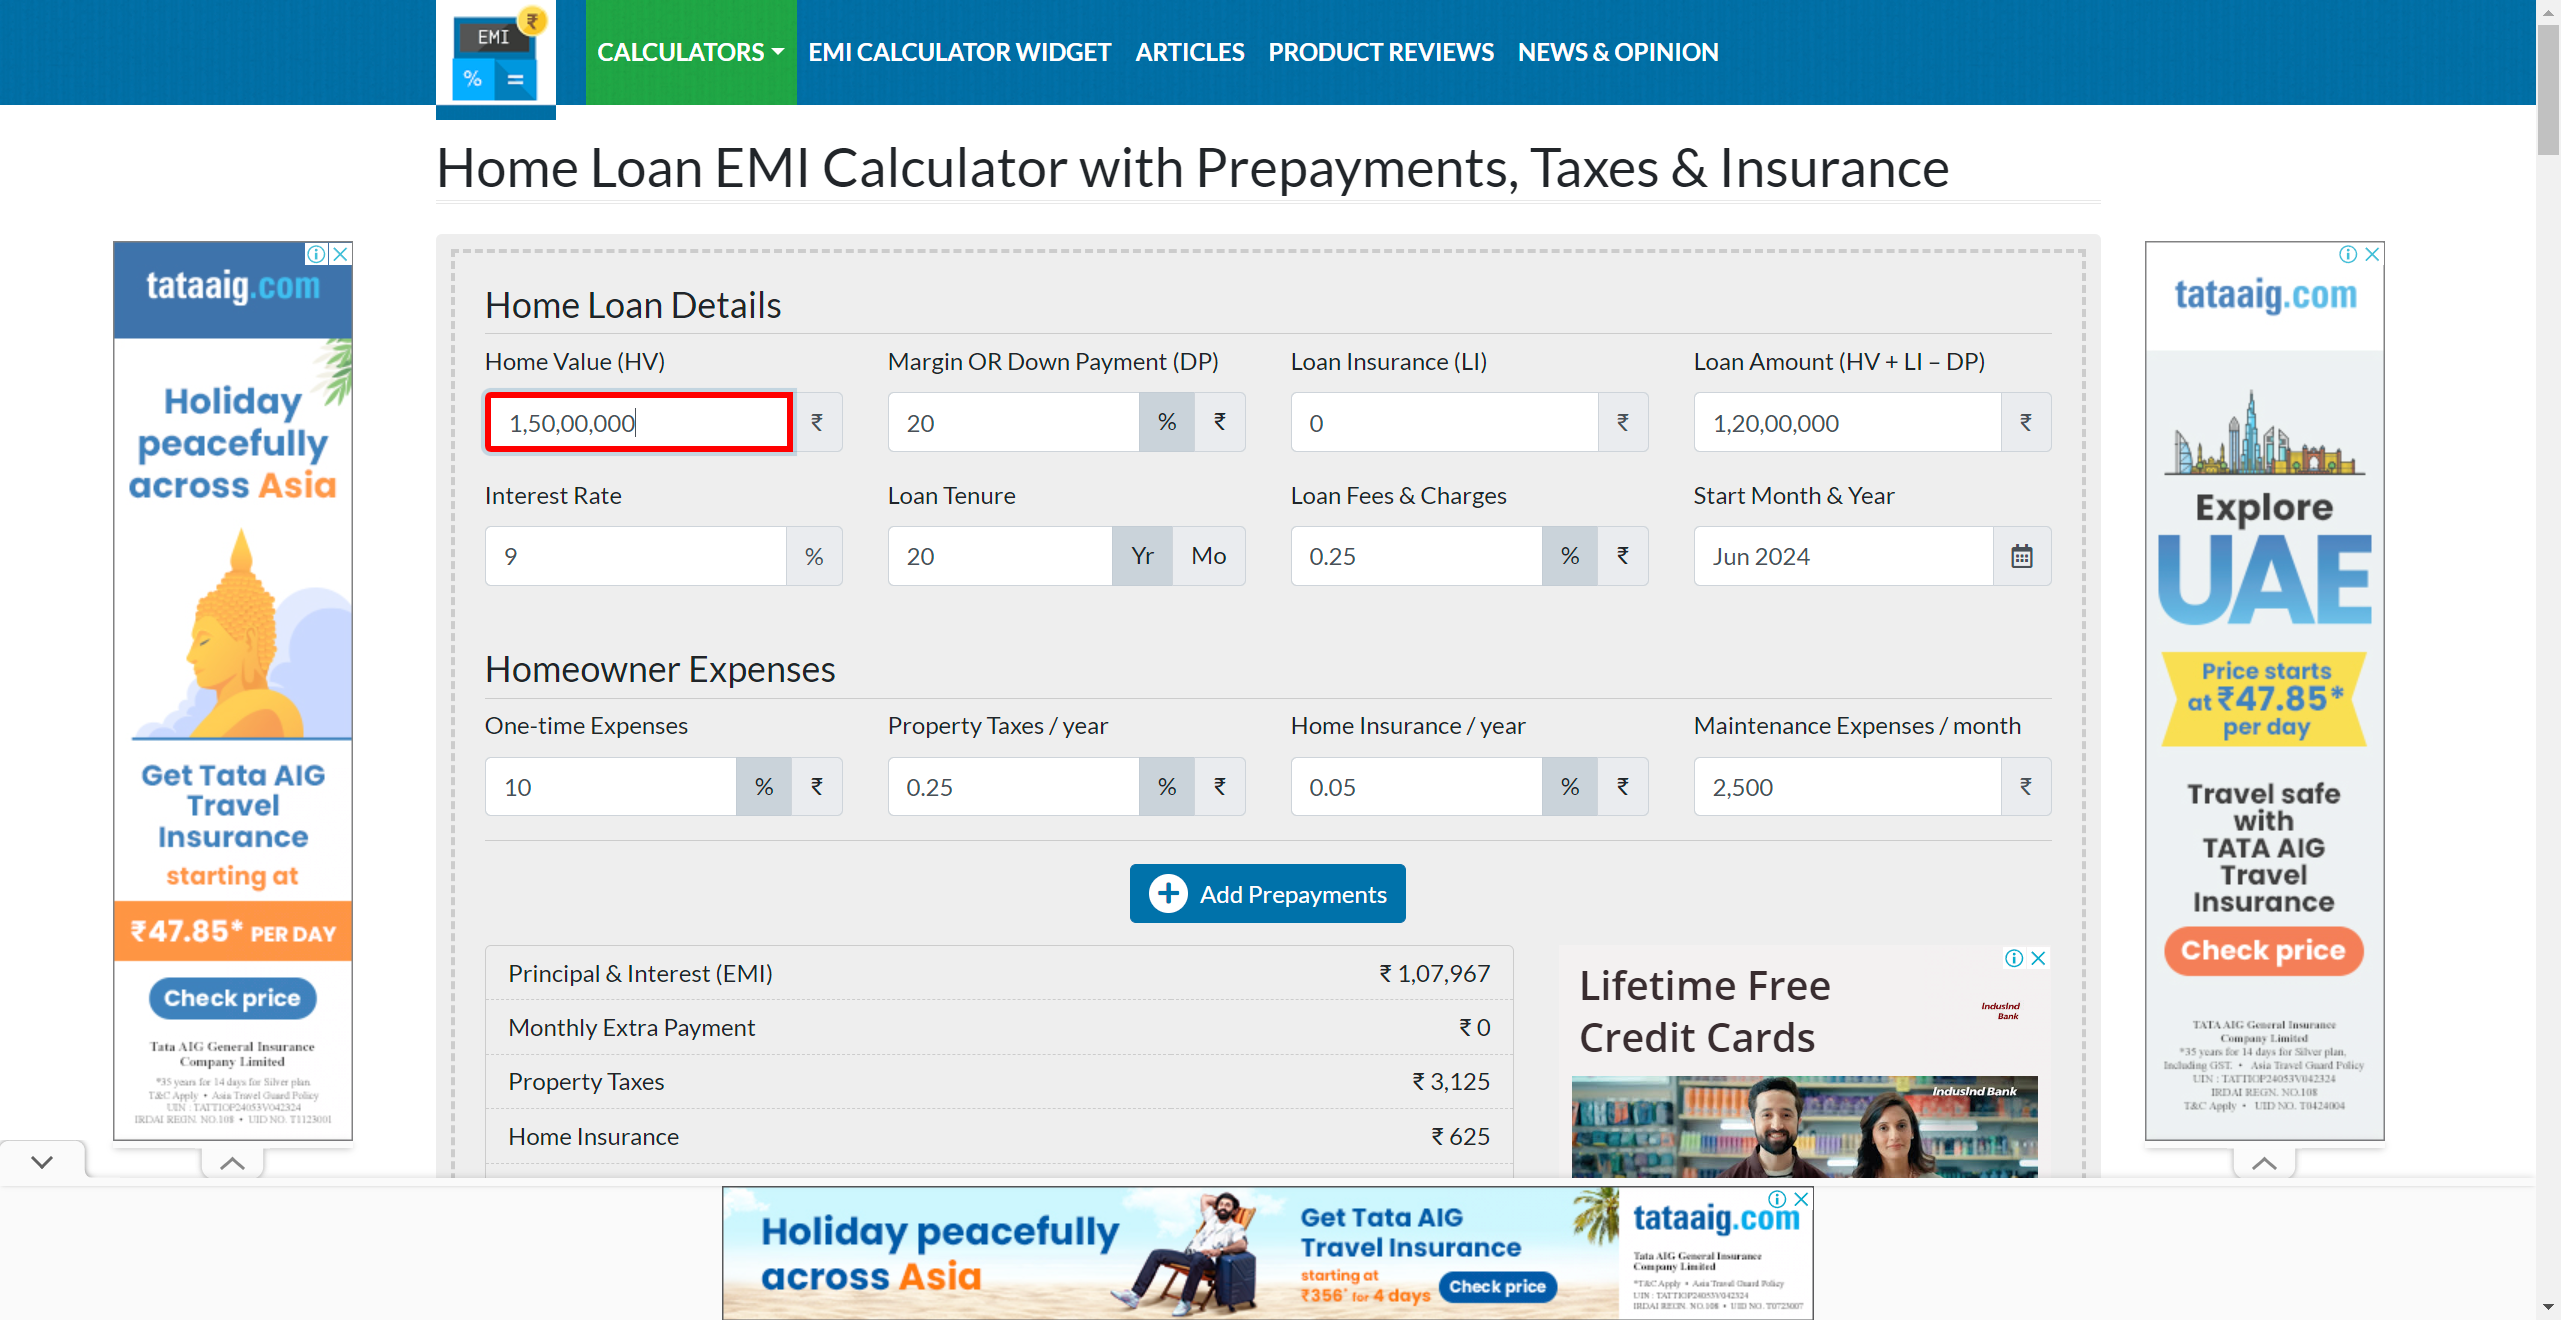 EMI
₹
%
=
CALCULATORS
EMI CALCULATOR WIDGET
ARTICLES
PRODUCT REVIEWS
NEWS & OPINION
Home Loan EMI Calculator with Prepayments, Taxes & Insurance
tataaig.com
Holiday
peacefully
across Asia
Get Tata AIG
Travel
Insurance
starting at
₹47.85* PER DAY
Check price
Tata AIG General Insurance
Company Limited
*35 years for 14 days for Silver plan
T&C Apply • Asia Travel Guard Policy
UIN : TATTIOP24053V042324
IRDAI REGN. NO.108 • UID NO. T1123001
Home Loan Details
Home Value (HV)
Margin OR Down Payment (DP)
Loan Insurance (LI)
Loan Amount (HV + LI – DP)
1,50,00,000 ₹
20 % ₹
0 ₹
1,20,00,000 ₹
Interest Rate
Loan Tenure
Loan Fees & Charges
Start Month & Year
9 %
20 Yr Mo
0.25 % ₹
Jun 2024
Homeowner Expenses
One-time Expenses
Property Taxes / year
Home Insurance / year
Maintenance Expenses / month
10 % ₹
0.25 % ₹
0.05 % ₹
2,500 ₹
Add Prepayments
Principal & Interest (EMI) ₹ 1,07,967
Monthly Extra Payment ₹ 0
Property Taxes ₹ 3,125
Home Insurance ₹ 625
Lifetime Free
Credit Cards
IndusInd
Bank
IndusInd Bank
tataaig.com
Explore
UAE
Price starts
at ₹47.85*
per day
Travel safe
with
TATA AIG
Travel
Insurance
Check price
TATA AIG General Insurance
Company Limited
*35 years for 14 days for Silver plan,
Including GST. • Asia Travel Guard Policy
UIN : TATTIOP24053V042324
IRDAI REGN. NO.108
T&C Apply • UID NO. T0424004
Holiday peacefully
across Asia
Get Tata AIG
Travel Insurance
starting at
₹356* for 4 days
Check price
tataaig.com
Tata AIG General Insurance
Company Limited
*T&C Apply • Asia Travel Guard Policy
UIN : TATTIOP24053V042324
IRDAI REGN. NO.108 • UID NO. T0723007